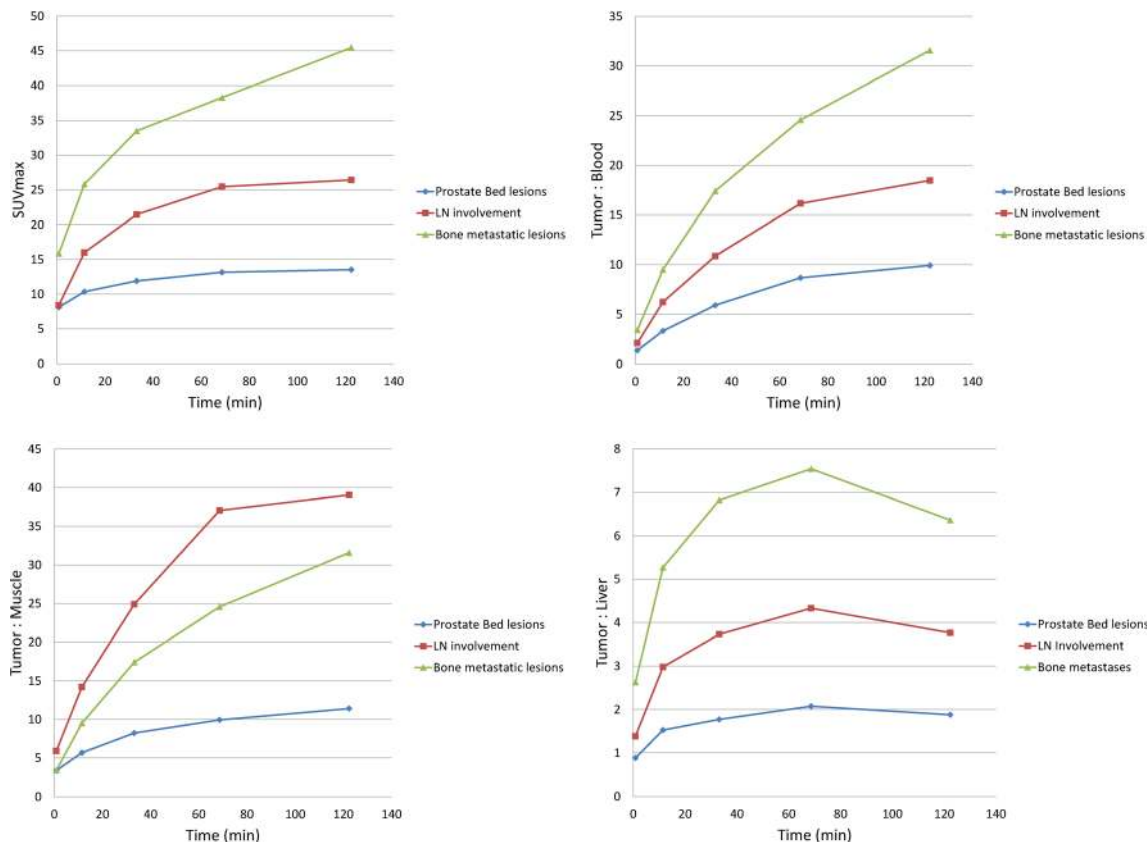 50
45
40
35
30
25
20
15
10
5
0
SUVmax
0 20 40 60 80 100 120 140
Time (min)
Prostate Bed lesions
LN involvement
Bone metastatic lesions
35
30
25
20
15
10
5
0
Tumor : Blood
0 20 40 60 80 100 120 140
Time (min)
Prostate Bed lesions
LN involvement
Bone metastatic lesions
45
40
35
30
25
20
15
10
5
0
Tumor : Muscle
0 20 40 60 80 100 120 140
Time (min)
Prostate Bed lesions
LN involvement
Bone metastatic lesions
8
7
6
5
4
3
2
1
0
Tumor : Liver
0 20 40 60 80 100 120 140
Time (min)
Prostate Bed lesions
LN Involvement
Bone metastases